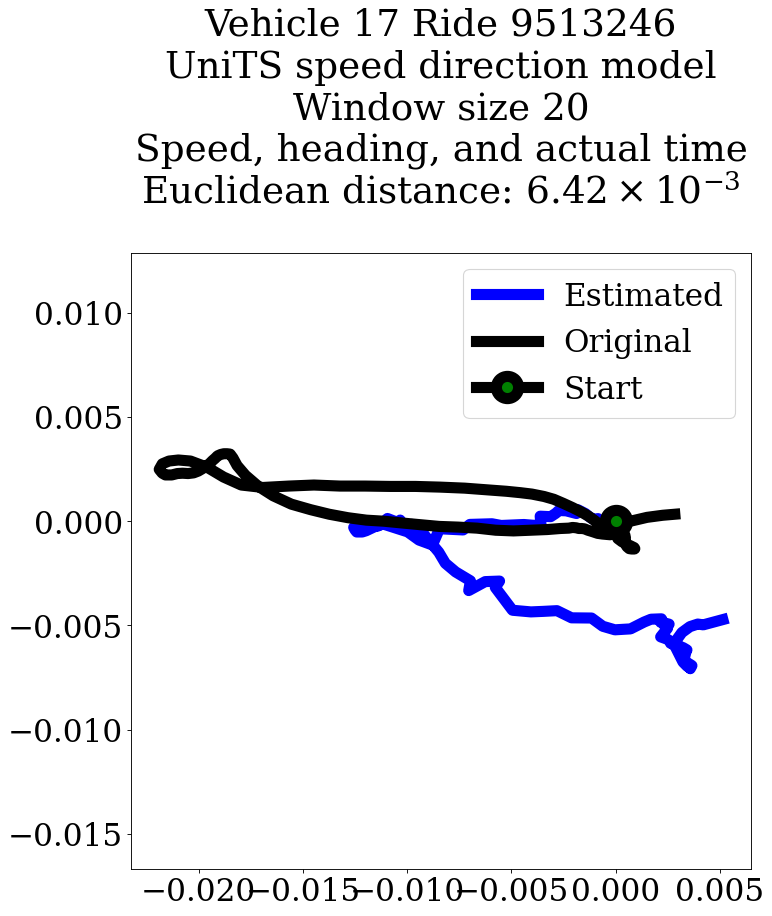 Vehicle 17 Ride 9513246
UniTS speed direction model
Window size 20
Speed, heading, and actual time
Euclidean distance: 6.42 × 10⁻³
Estimated
Original
Start
0.010
0.005
0.000
−0.005
−0.010
−0.015
−0.020 −0.015 −0.010 −0.005 0.000 0.005